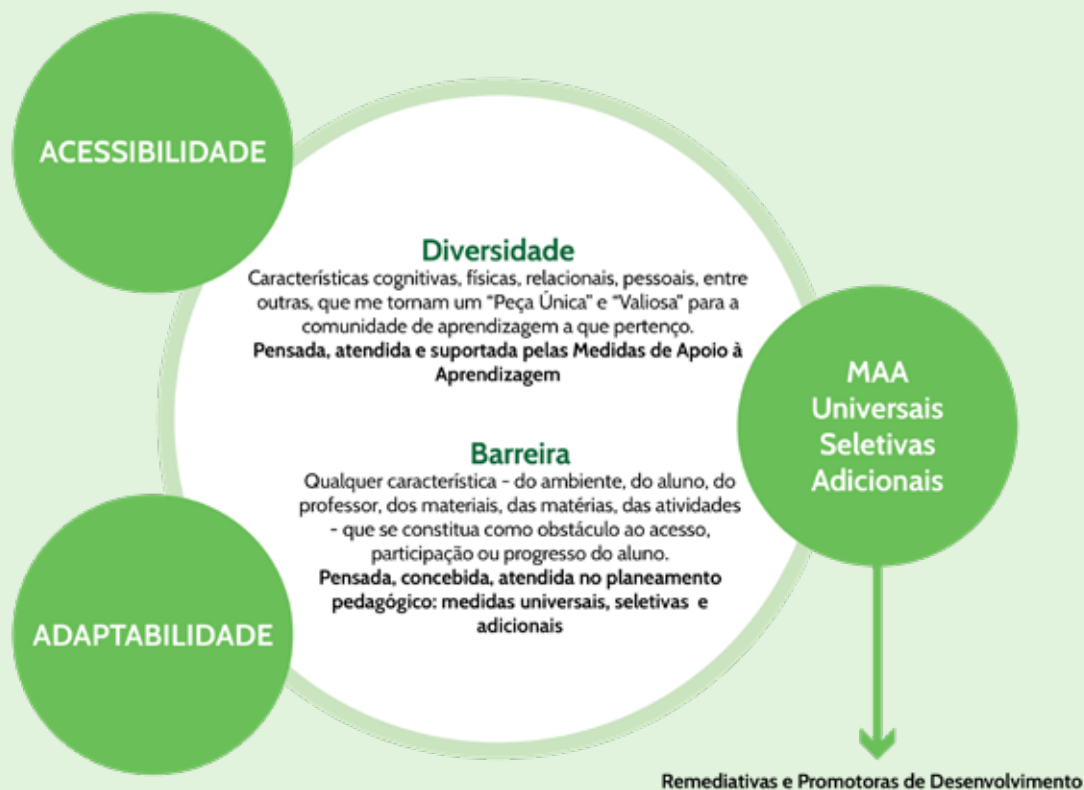 ACESSIBILIDADE
Diversidade
Características cognitivas, físicas, relacionais, pessoais, entre
outras, que me tornam um “Peça Única” e “Valiosa” para a
comunidade de aprendizagem a que pertenço.
Pensada, atendida e suportada pelas Medidas de Apoio à
Aprendizagem
Barreira
Qualquer característica - do ambiente, do aluno, do
professor, dos materiais, das matérias, das atividades
- que se constitua como obstáculo ao acesso,
participação ou progresso do aluno.
Pensada, concebida, atendida no planeamento
pedagógico: medidas universais, seletivas e
adicionais
MAA
Universais
Seletivas
Adicionais
ADAPTABILIDADE
Remediativas e Promotoras de Desenvolvimento